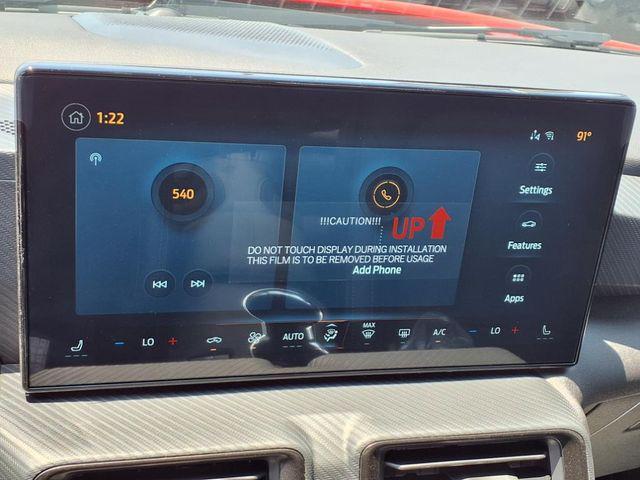 1:22
91°
540
Settings
!!!CAUTION!!!
UP
Features
DO NOT TOUCH DISPLAY DURING INSTALLATION
THIS FILM IS TO BE REMOVED BEFORE USAGE
Add Phone
Apps
LO
AUTO
MAX
A/C
LO